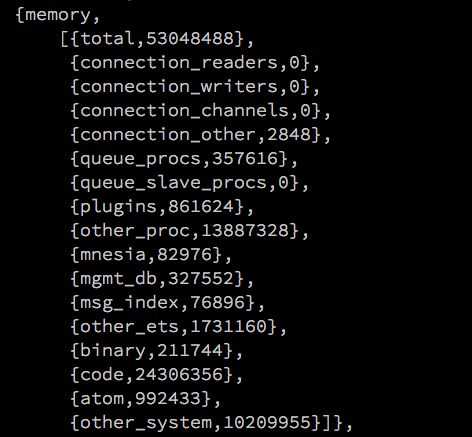 {memory,
[{total,53048488},
{connection_readers,0},
{connection_writers,0},
{connection_channels,0},
{connection_other,2848},
{queue_procs,357616},
{queue_slave_procs,0},
{plugins,861624},
{other_proc,13887328},
{mnesia,82976},
{mgmt_db,327552},
{msg_index,76896},
{other_ets,1731160},
{binary,211744},
{code,24306356},
{atom,992433},
{other_system,10209955}]},